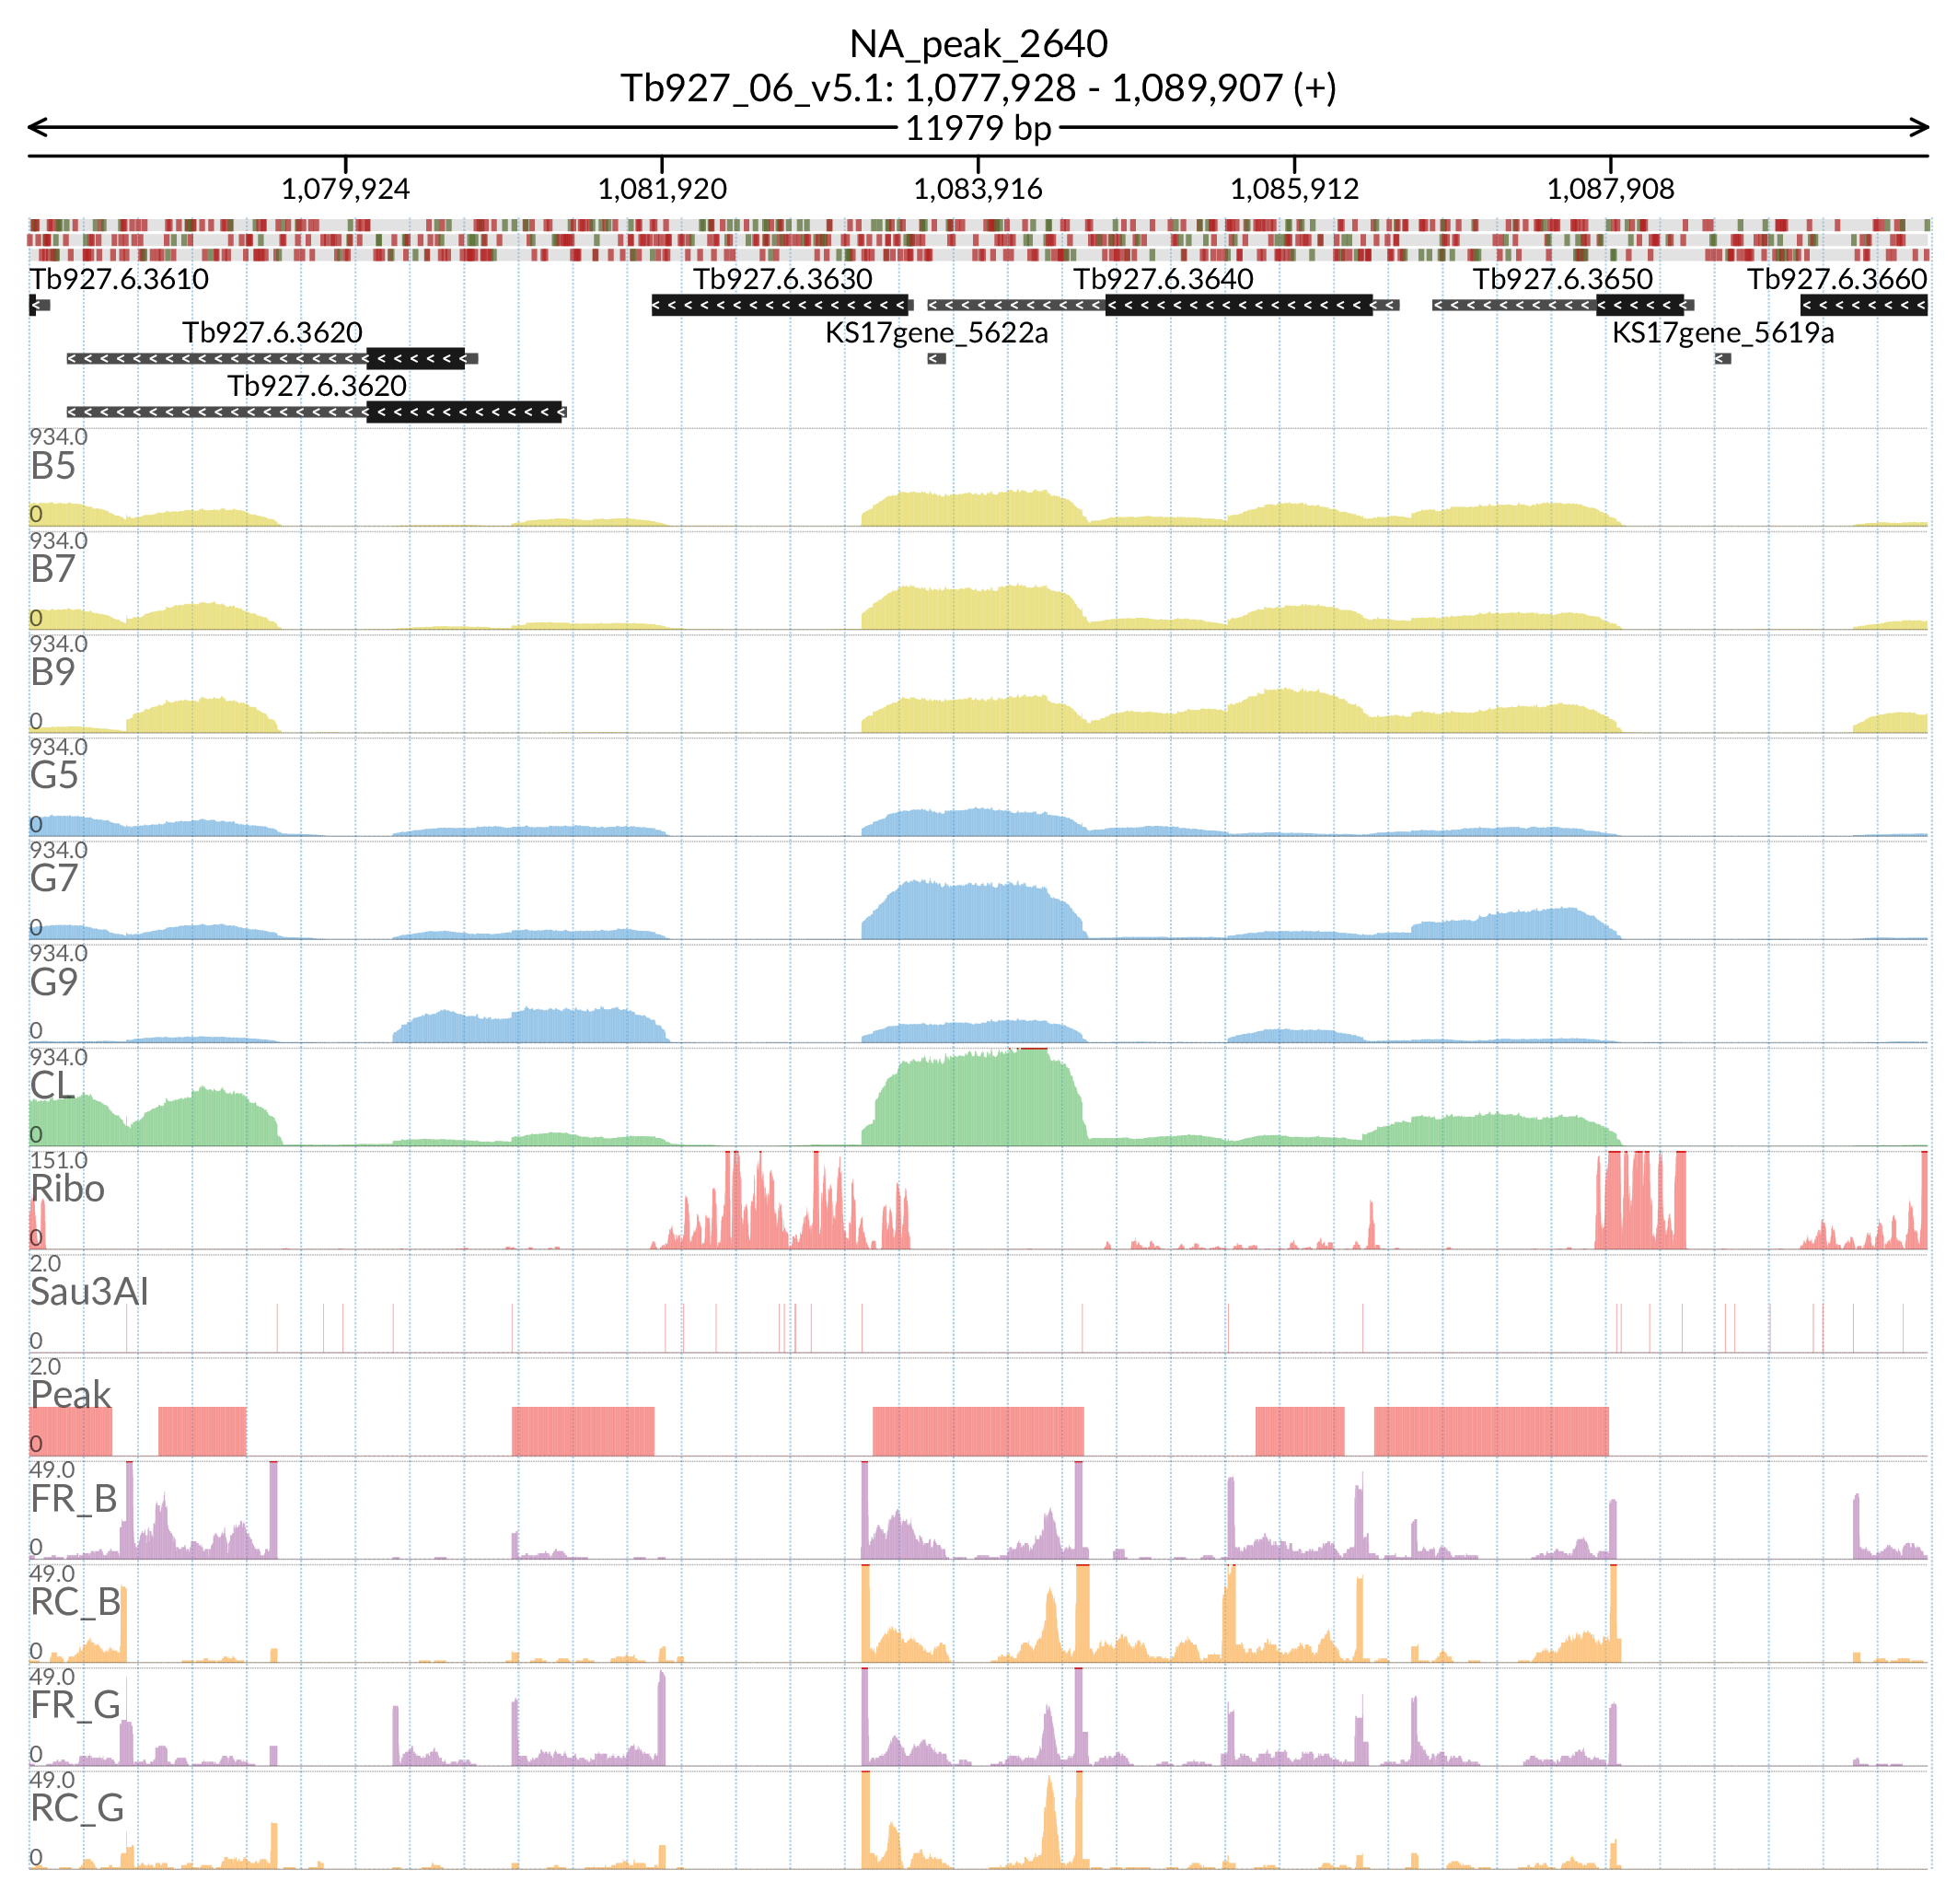 NA_peak_2640
Tb927_06_v5.1: 1,077,928 - 1,089,907 (+)
11979 bp
1,079,924 1,081,920 1,083,916 1,085,912 1,087,908
Tb927.6.3610 Tb927.6.3630 Tb927.6.3640 Tb927.6.3650 Tb927.6.3660
Tb927.6.3620 KS17gene_5622a KS17gene_5619a
Tb927.6.3620
934.0
B5
0
934.0
B7
0
934.0
B9
0
934.0
G5
0
934.0
G7
0
934.0
G9
0
934.0
CL
0
151.0
Ribo
0
2.0
Sau3AI
0
2.0
Peak
0
49.0
FR_B
0
49.0
RC_B
0
49.0
FR_G
0
49.0
RC_G
0